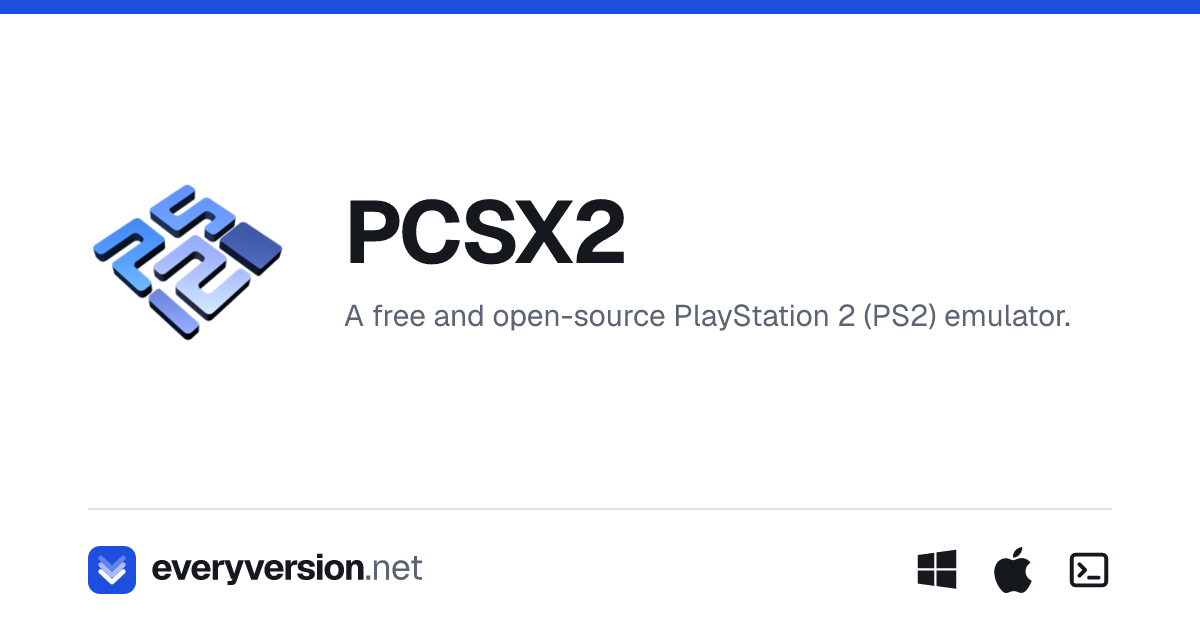 PCSX2
A free and open-source PlayStation 2 (PS2) emulator.
everyversion.net